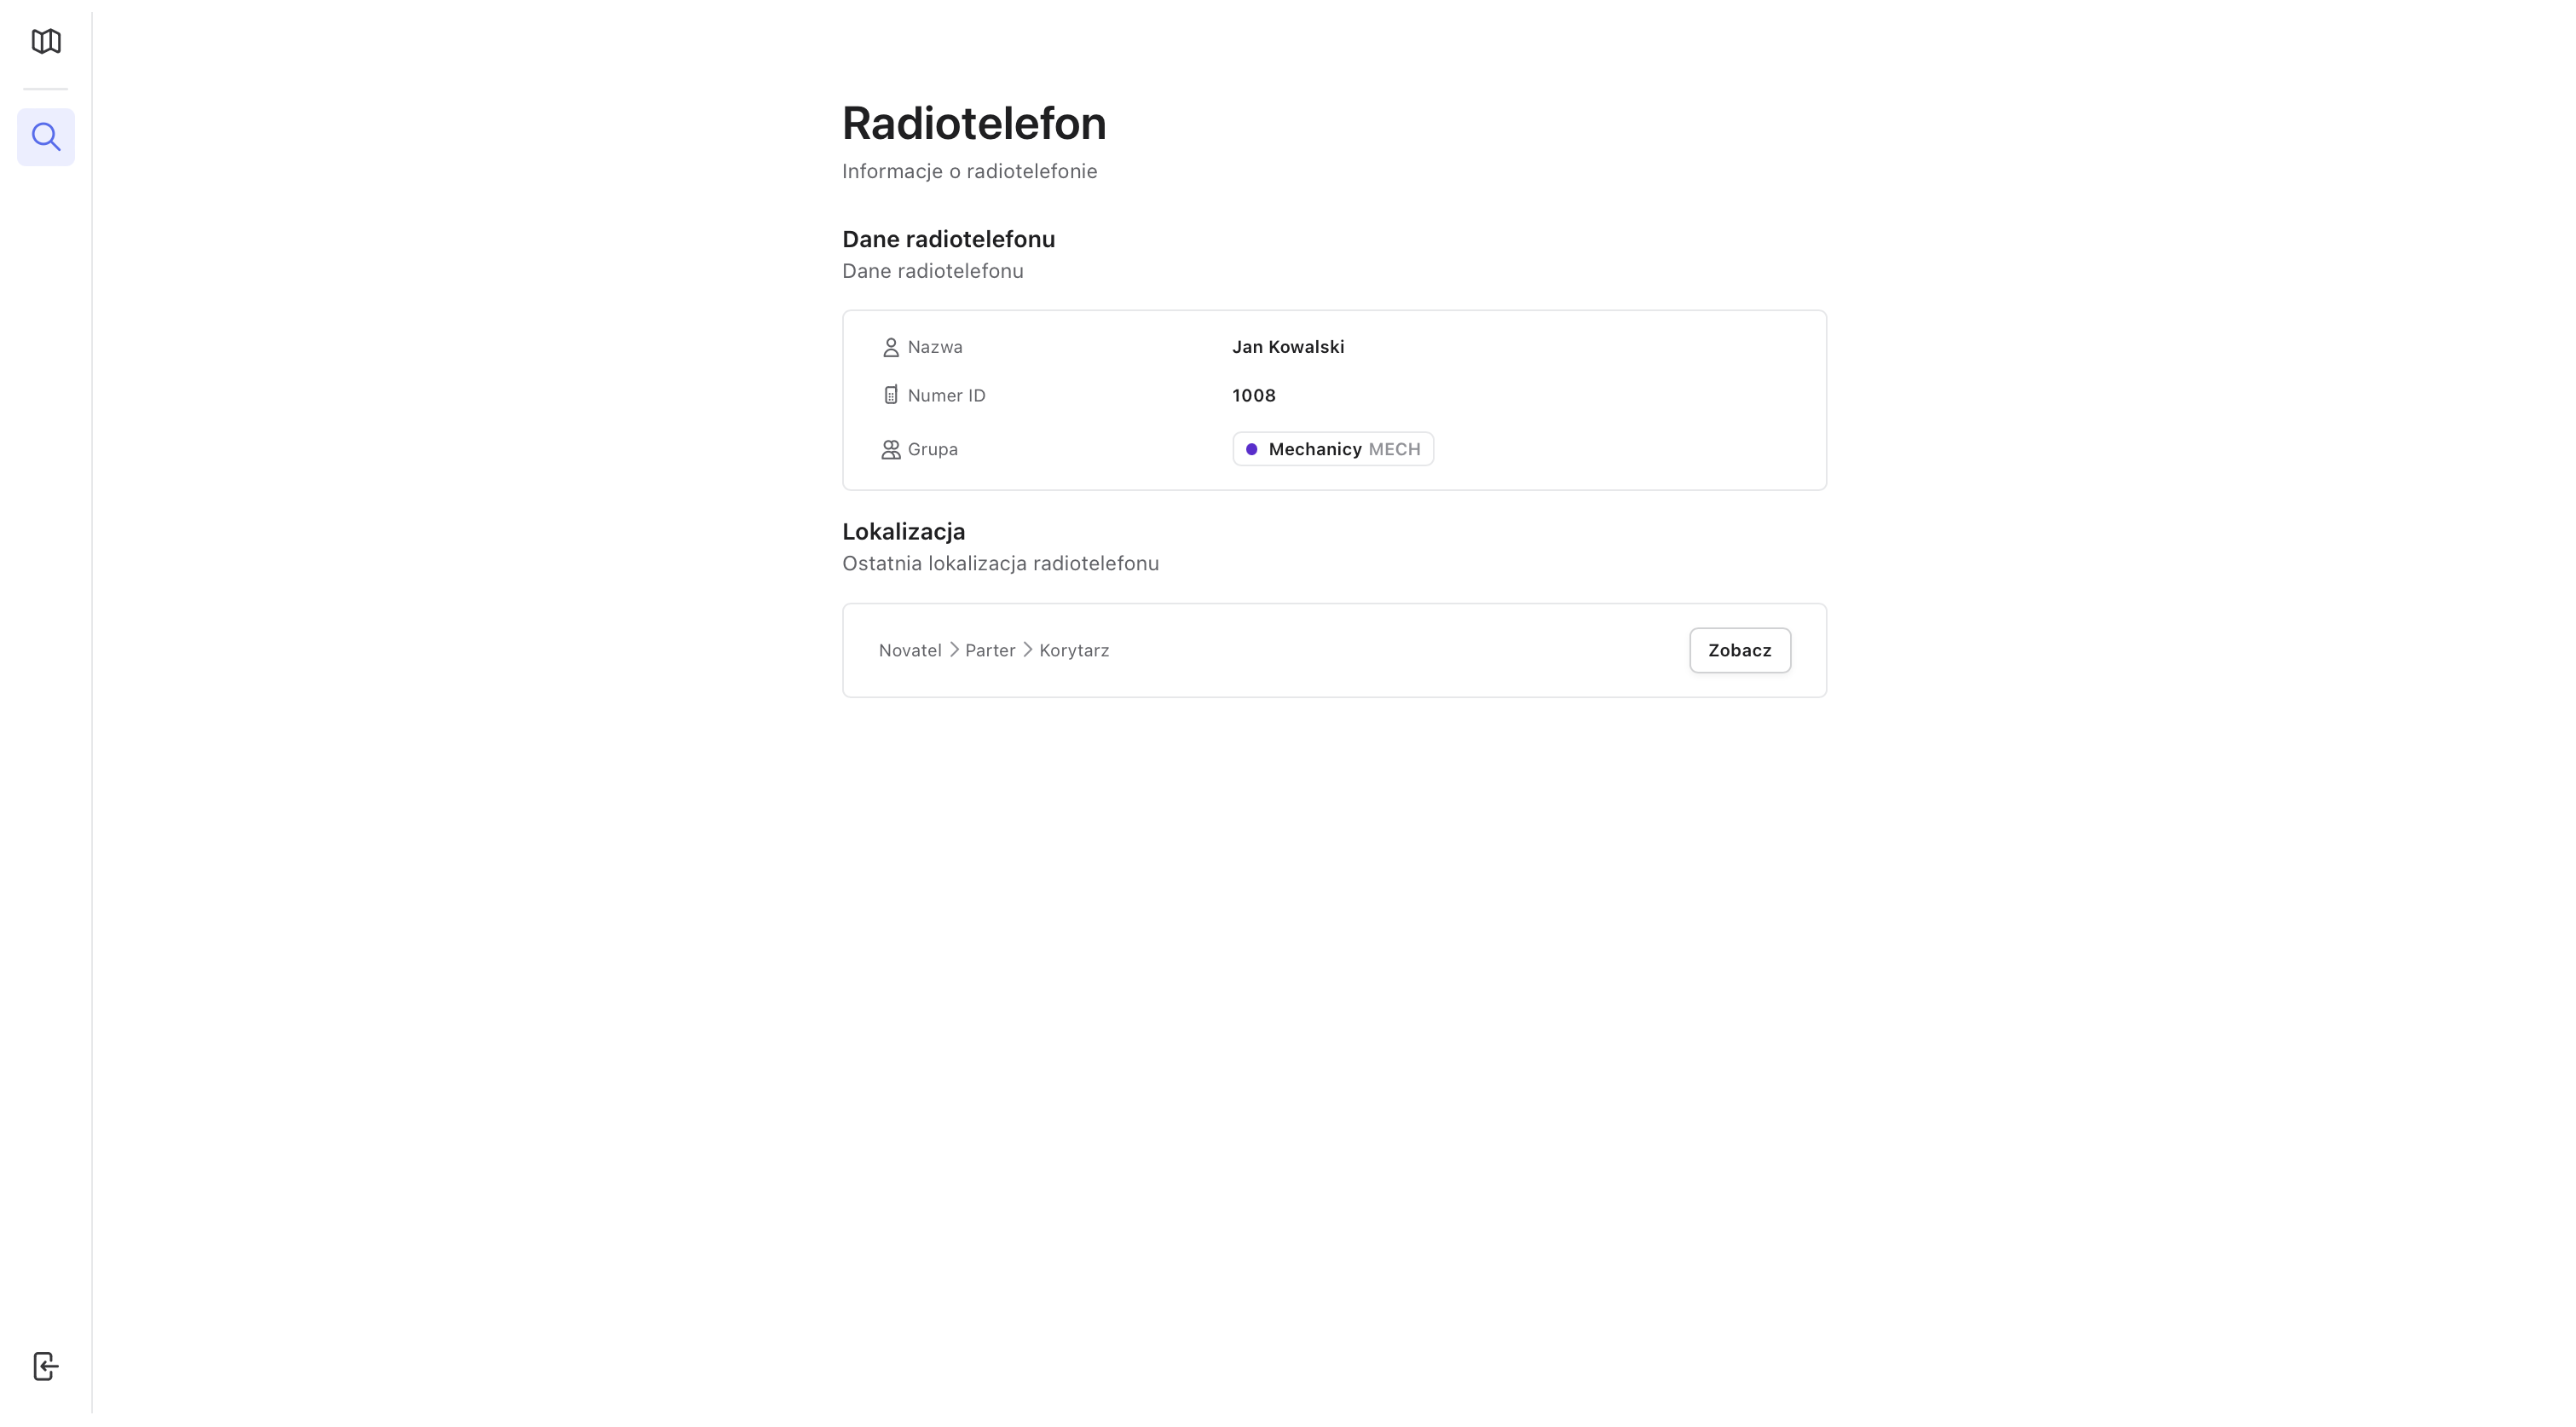 Radiotelefon
Informacje o radiotelefonie
Dane radiotelefonu
Dane radiotelefonu
Nazwa Jan Kowalski
Numer ID 1008
Grupa Mechanicy MECH
Lokalizacja
Ostatnia lokalizacja radiotelefonu
Novatel > Parter > Korytarz Zobacz